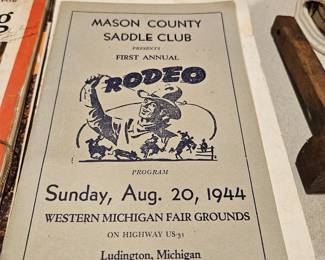 MASON COUNTY
SADDLE CLUB
PRESENTS
FIRST ANNUAL
RODEO
PROGRAM
Sunday, Aug. 20, 1944
WESTERN MICHIGAN FAIR GROUNDS
ON HIGHWAY US-31
Ludington, Michigan